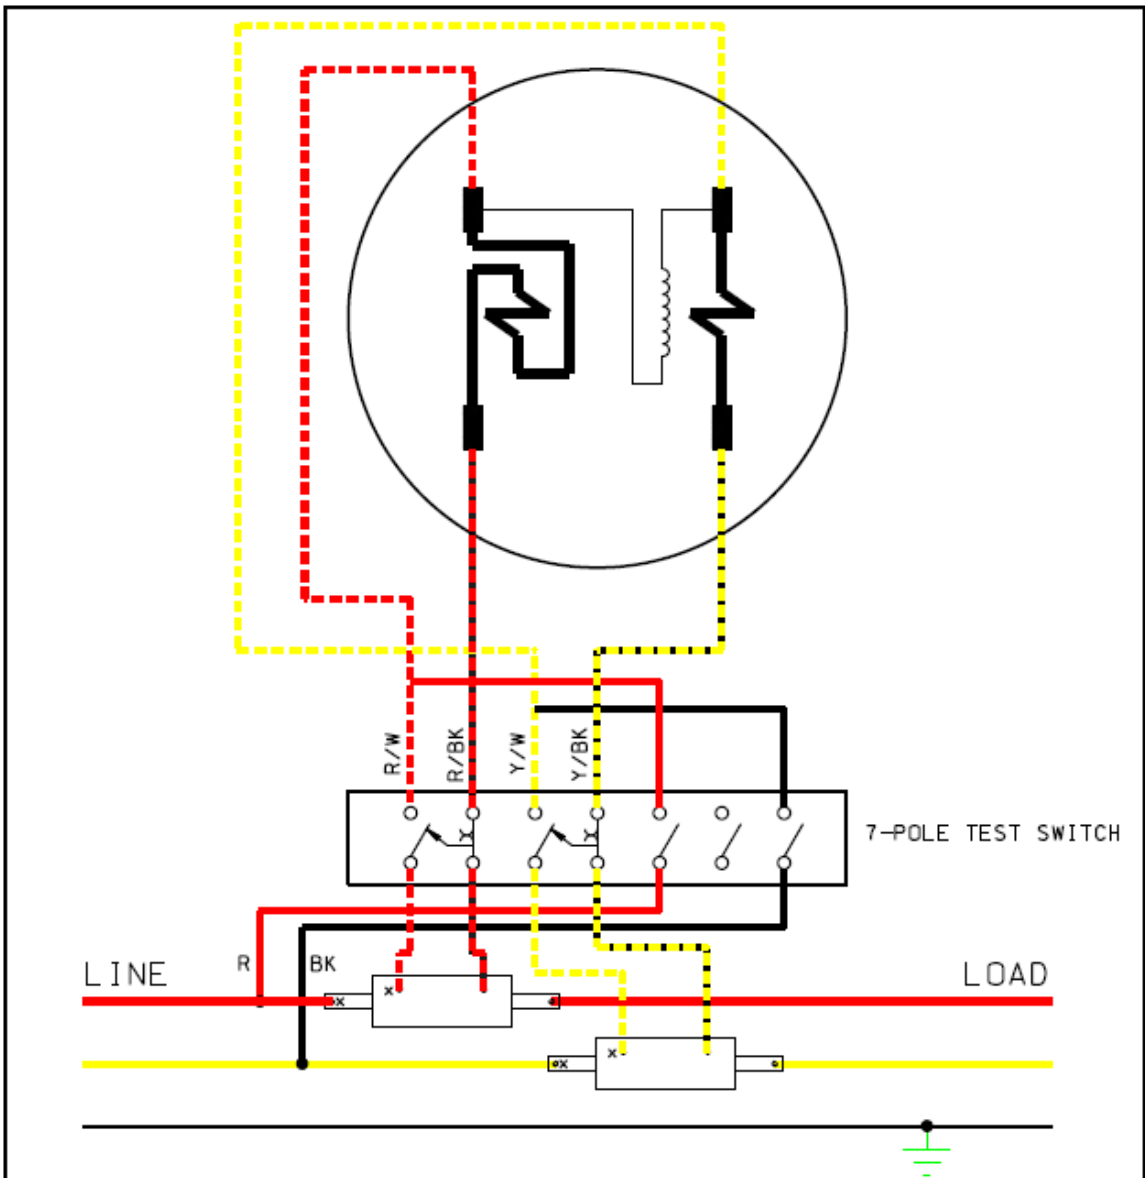 R/W
R/BK
Y/W
Y/BK
7-POLE TEST SWITCH
R
BK
LINE
LOAD
x
x
x
x